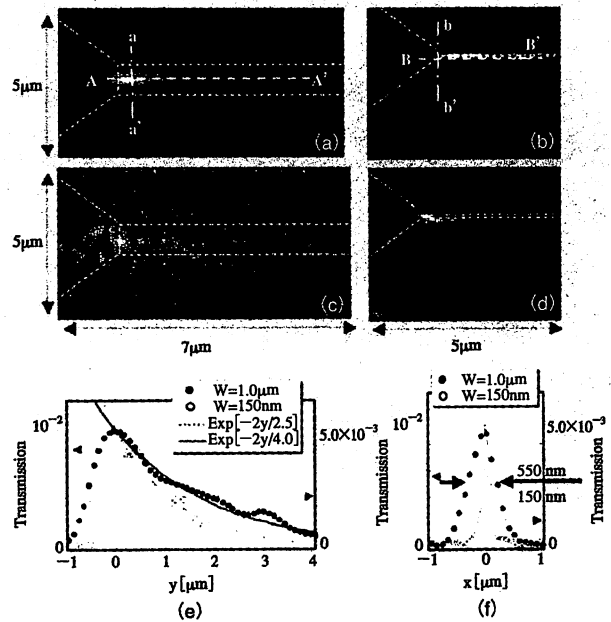 a
A
A'
a'
(a)
5μm
b
B
B'
b'
(b)
5μm
(c)
(d)
7μm
5μm
W=1.0μm
W=150nm
Exp[−2y/2.5]
Exp[−2y/4.0]
10⁻²
5.0×10⁻³
Transmission
Transmission
0
0
−1
0
1
2
3
4
y[μm]
(e)
W=1.0μm
W=150nm
10⁻²
5.0×10⁻³
550 nm
150 nm
Transmission
Transmission
0
0
−1
0
1
x[μm]
(f)